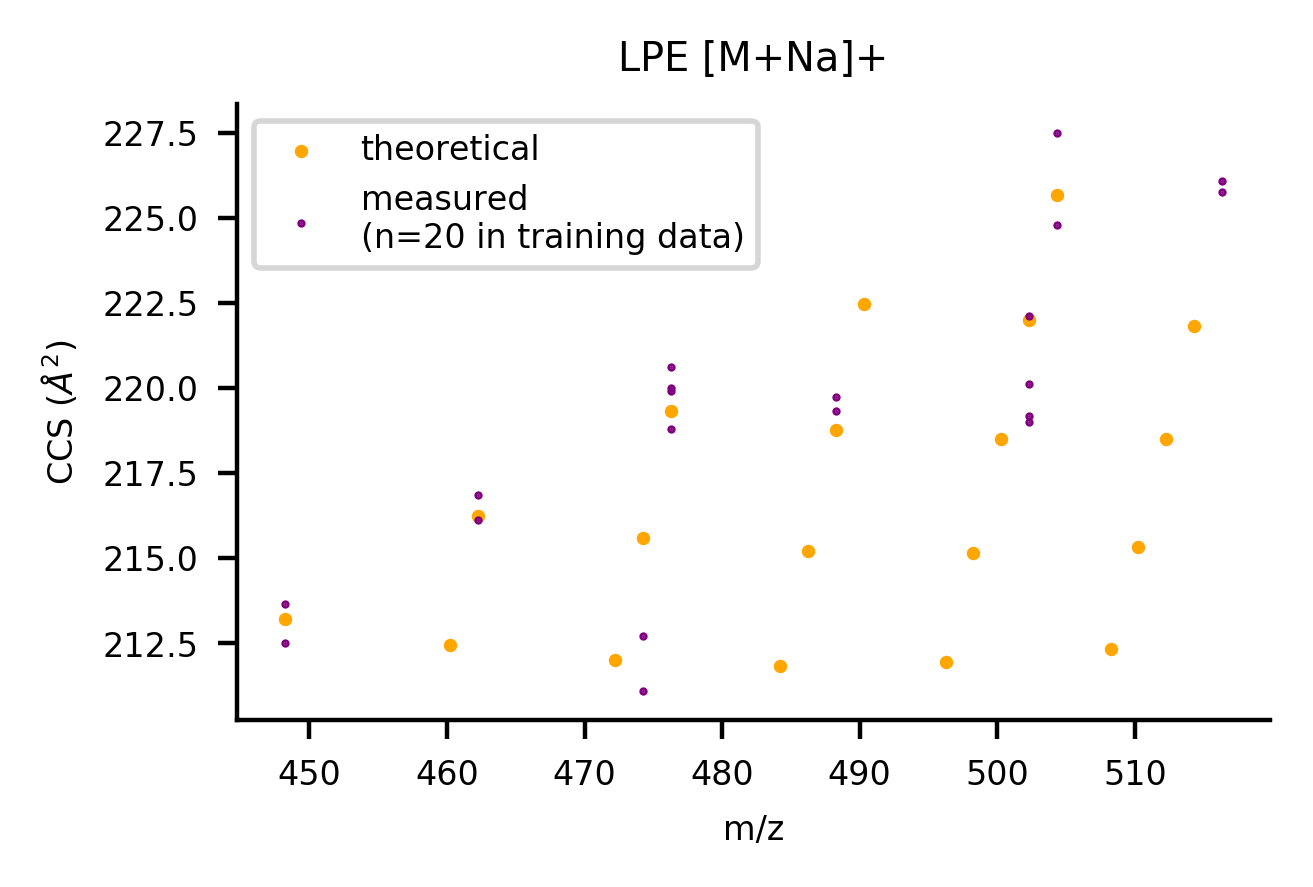 LPE [M+Na]+
227.5
225.0
222.5
220.0
217.5
215.0
212.5
CCS (Å²)
theoretical
measured
(n=20 in training data)
450 460 470 480 490 500 510
m/z